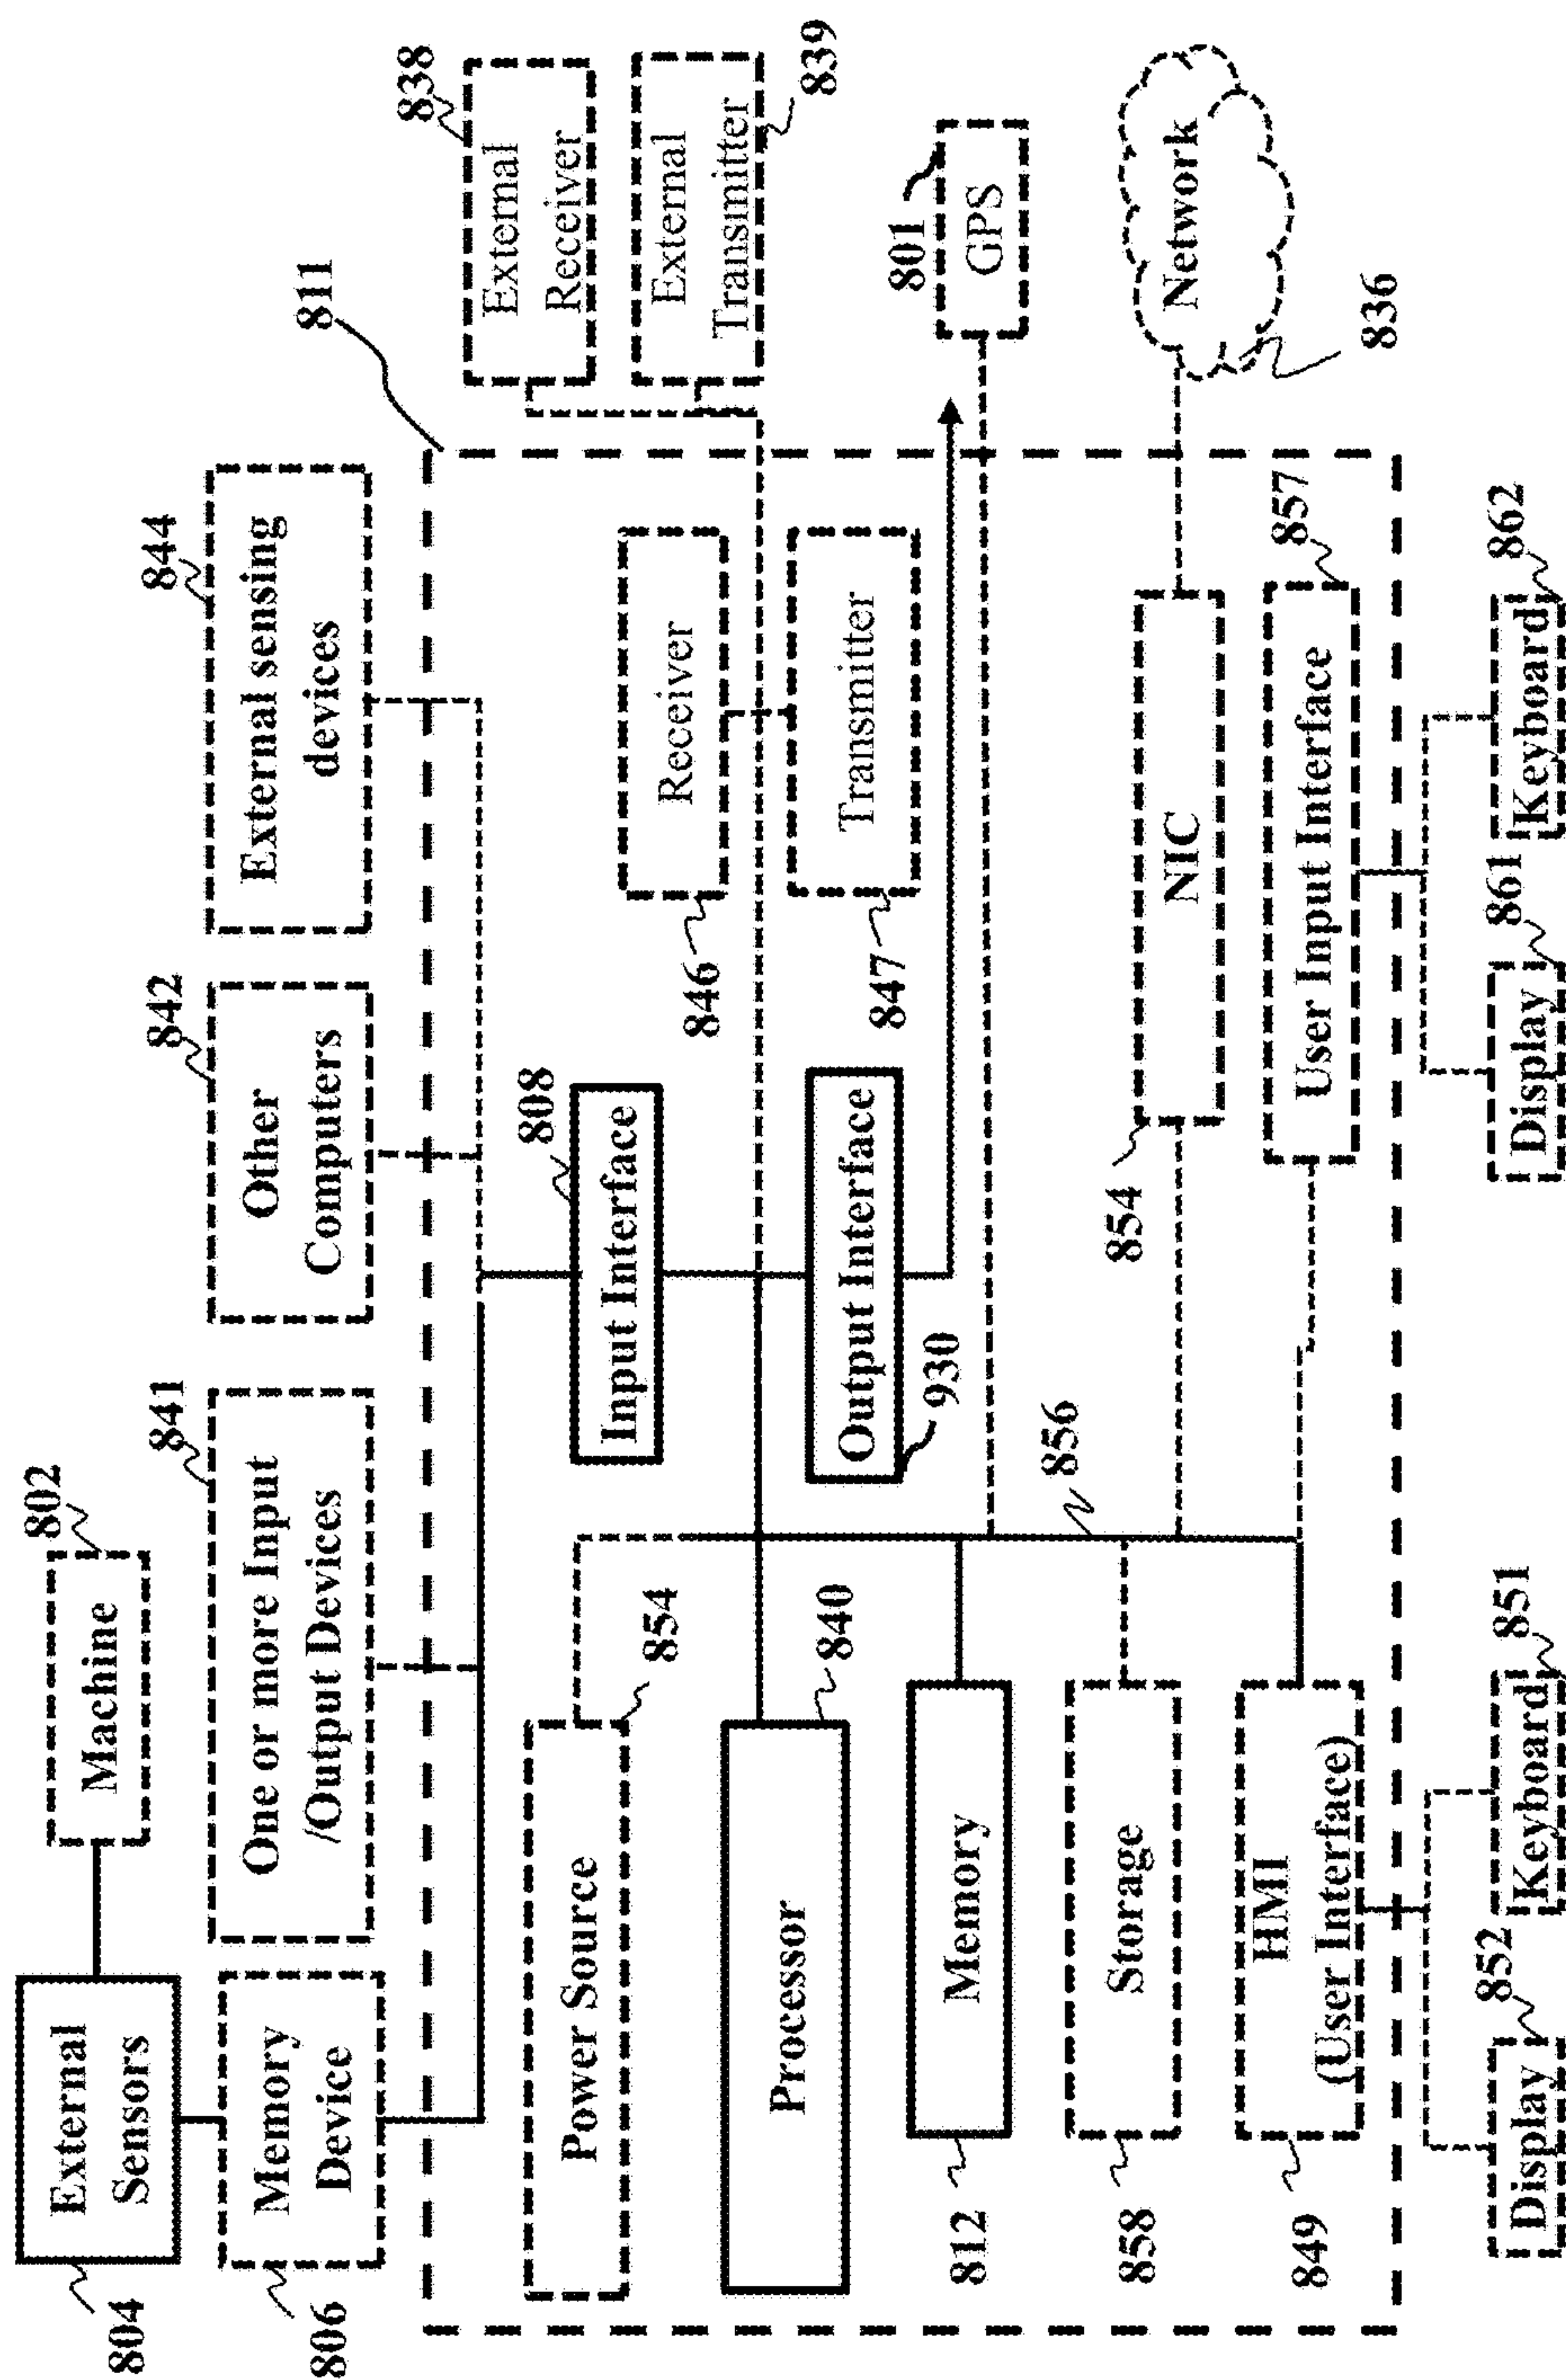 802
Machine
804
External
Sensors
806
Memory
Device
841
One or more Input
/Output Devices
842
Other
Computers
844
External sensing
devices
811
838
External
Receiver
External
Transmitter
839
808
Input Interface
Receiver
846
Power Source
854
Transmitter
847
Output Interface
930
Processor
840
801
GPS
Memory
812
856
Storage
858
854
NIC
Network
836
HMI
(User Interface)
849
User Input Interface
857
852
Display
851
Keyboard
861
Display
862
Keyboard